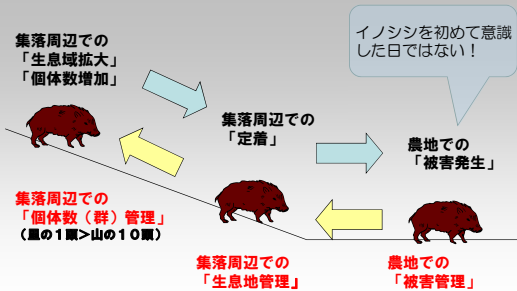 集落周辺での
「生息域拡大」
「個体数増加」
イノシシを初めて意識
した日ではない！
集落周辺での
「定着」
農地での
「被害発生」
集落周辺での
「個体数（群）管理」
（里の１頭>山の１０頭）
集落周辺での
「生息地管理」
農地での
「被害管理」